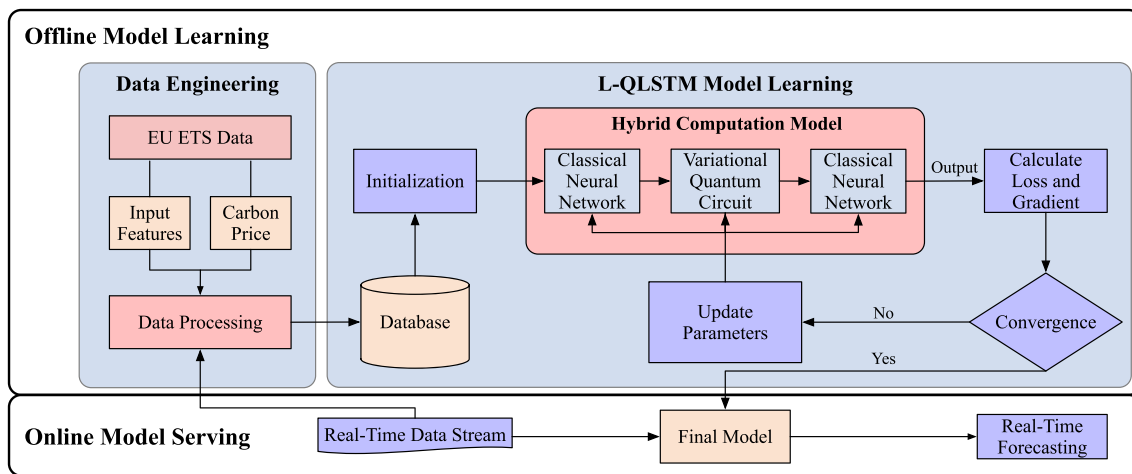 Offline Model Learning
Data Engineering
EU ETS Data
Input
Features
Carbon
Price
Data Processing
L-QLSTM Model Learning
Hybrid Computation Model
Initialization
Classical
Neural
Network
Variational
Quantum
Circuit
Classical
Neural
Network
Output
Calculate
Loss and
Gradient
Database
Update
Parameters
No
Convergence
Yes
Online Model Serving
Real-Time Data Stream
Final Model
Real-Time
Forecasting